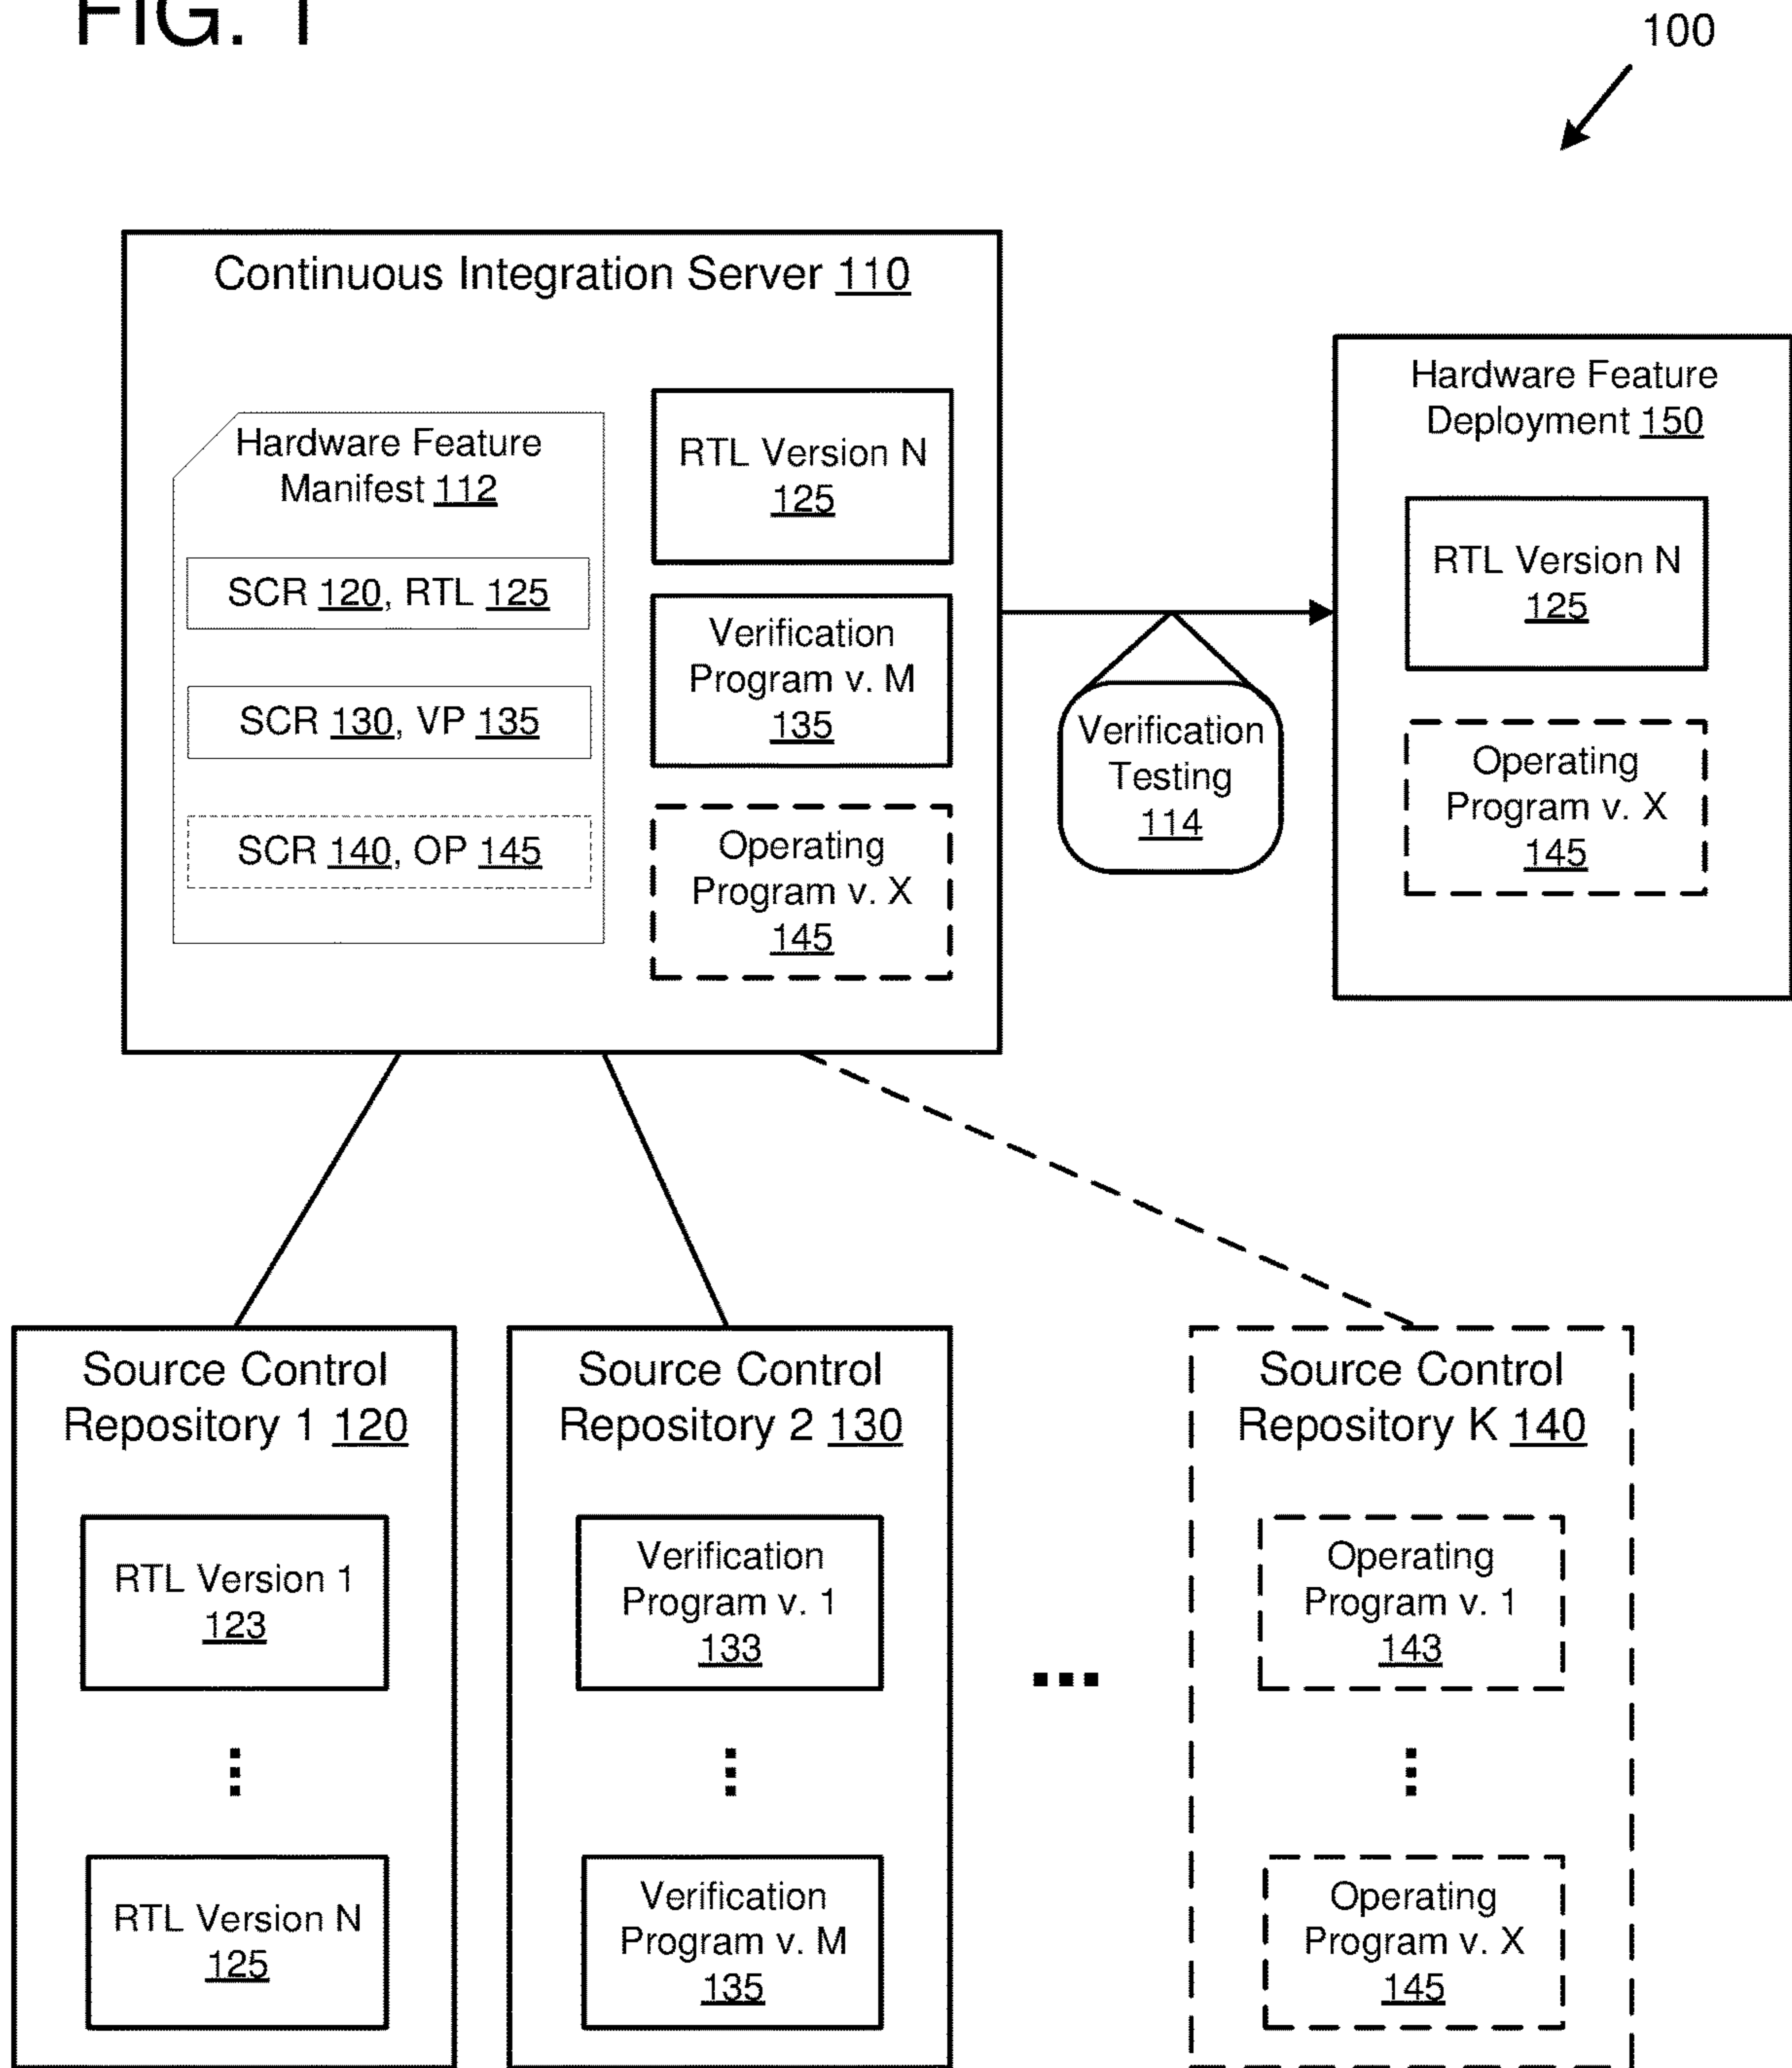 FIG. 1
100
Continuous Integration Server 110
Hardware Feature
Manifest 112
SCR 120, RTL 125
SCR 130, VP 135
SCR 140, OP 145
RTL Version N
125
Verification
Program v. M
135
Operating
Program v. X
145
Verification
Testing
114
Hardware Feature
Deployment 150
RTL Version N
125
Operating
Program v. X
145
Source Control
Repository 1 120
RTL Version 1
123
RTL Version N
125
Source Control
Repository 2 130
Verification
Program v. 1
133
Verification
Program v. M
135
Source Control
Repository K 140
Operating
Program v. 1
143
Operating
Program v. X
145